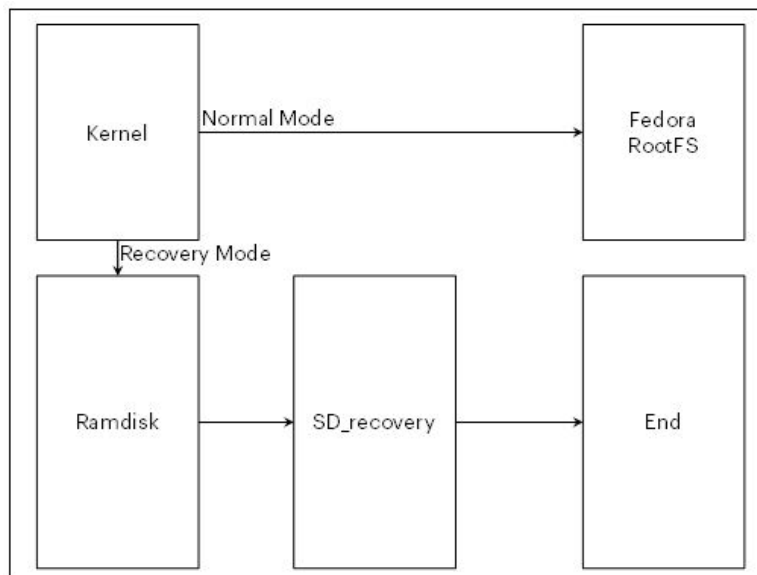 Kernel
Normal Mode
Fedora
RootFS
Recovery Mode
Ramdisk
SD_recovery
End